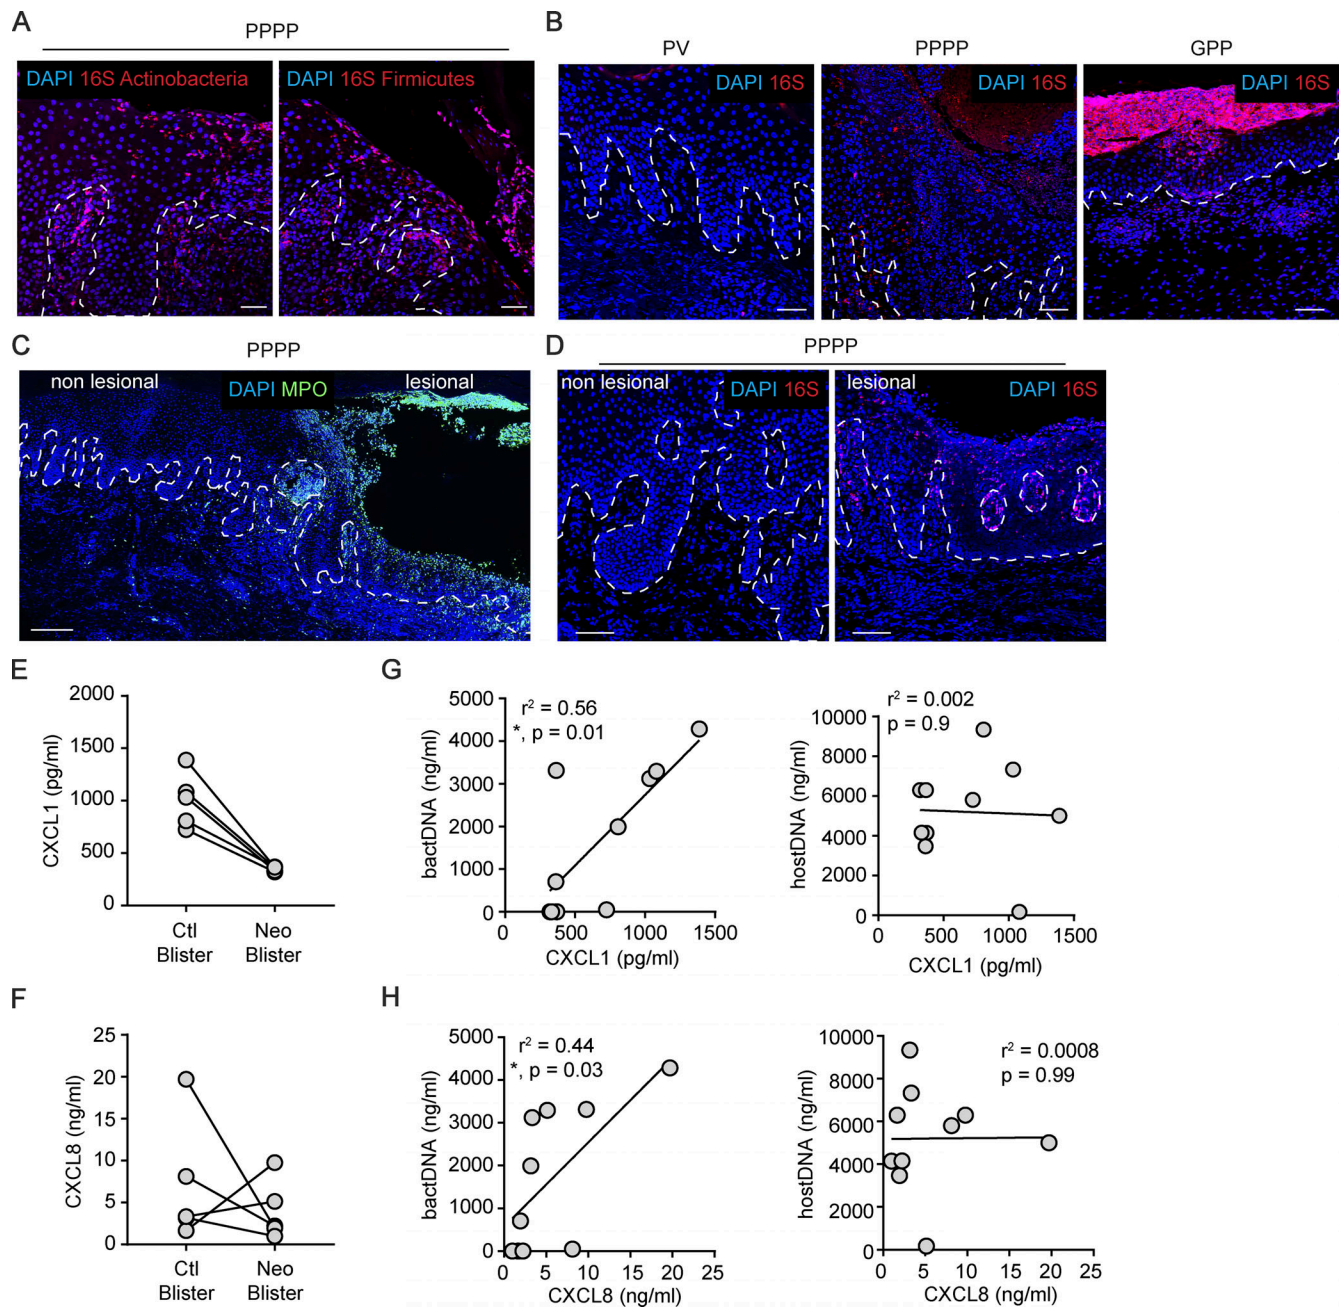 A
PPPP
DAPI 16S Actinobacteria
DAPI 16S Firmicutes
B
PV
PPPP
GPP
DAPI 16S
DAPI 16S
DAPI 16S
C
PPPP
non lesional
DAPI MPO
lesional
D
PPPP
non lesional
DAPI 16S
lesional
DAPI 16S
E
CXCL1 (pg/ml)
2000
1500
1000
500
0
Ctl
Blister
Neo
Blister
G
r² = 0.56
*, p = 0.01
bactDNA (ng/ml)
5000
4000
3000
2000
1000
0
0 500 1000 1500
CXCL1 (pg/ml)
r² = 0.002
p = 0.9
hostDNA (ng/ml)
10000
8000
6000
4000
2000
0
0 500 1000 1500
CXCL1 (pg/ml)
F
CXCL8 (ng/ml)
25
20
15
10
5
0
Ctl
Blister
Neo
Blister
H
r² = 0.44
*, p = 0.03
bactDNA (ng/ml)
5000
4000
3000
2000
1000
0
0 5 10 15 20 25
CXCL8 (ng/ml)
r² = 0.0008
p = 0.99
hostDNA (ng/ml)
10000
8000
6000
4000
2000
0
0 5 10 15 20 25
CXCL8 (ng/ml)